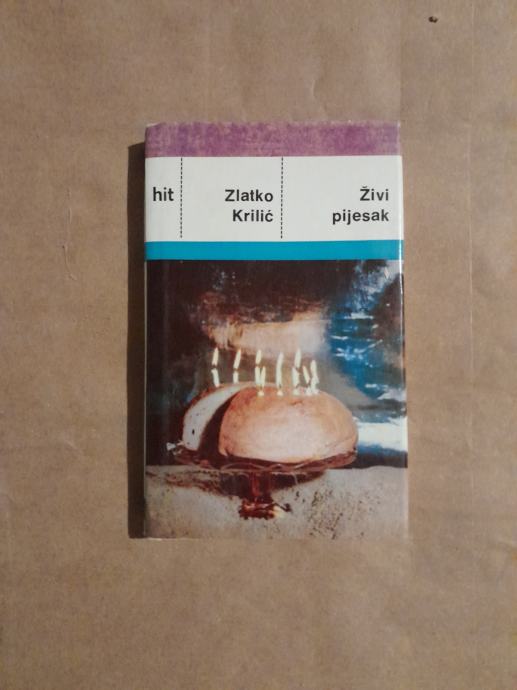 hit
Zlatko
Krilić
Živi
pijesak